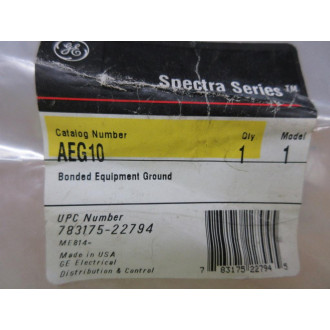 GE
Spectra Series™
Catalog Number Qty Model
AEG10 1 1
Bonded Equipment Ground
UPC Number
783175-22794
MFB14-
Made in USA
GE Electrical
Distribution & Control
7 83175 22794 5